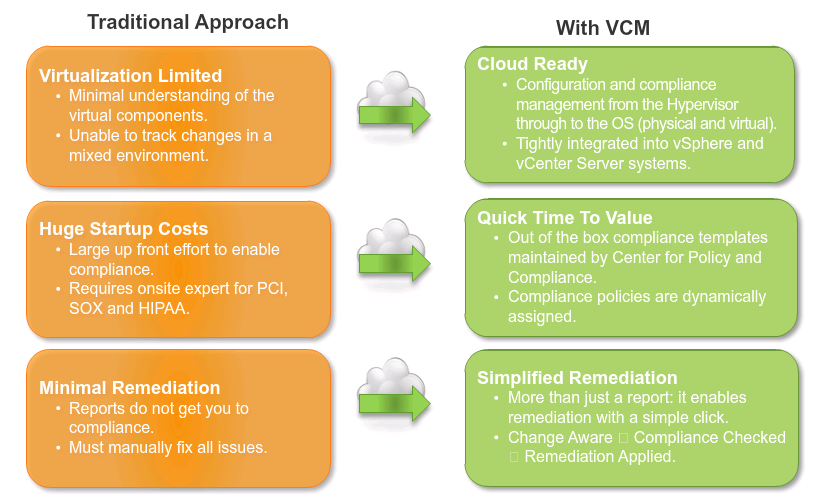 Traditional Approach
With VCM
Virtualization Limited
• Minimal understanding of the
virtual components.
• Unable to track changes in a
mixed environment.
Cloud Ready
• Configuration and compliance
management from the Hypervisor
through to the OS (physical and virtual).
• Tightly integrated into vSphere and
vCenter Server systems.
Huge Startup Costs
• Large up front effort to enable
compliance.
• Requires onsite expert for PCI,
SOX and HIPAA.
Quick Time To Value
• Out of the box compliance templates
maintained by Center for Policy and
Compliance.
• Compliance policies are dynamically
assigned.
Minimal Remediation
• Reports do not get you to
compliance.
• Must manually fix all issues.
Simplified Remediation
• More than just a report: it enables
remediation with a simple click.
• Change Aware □ Compliance Checked
□ Remediation Applied.